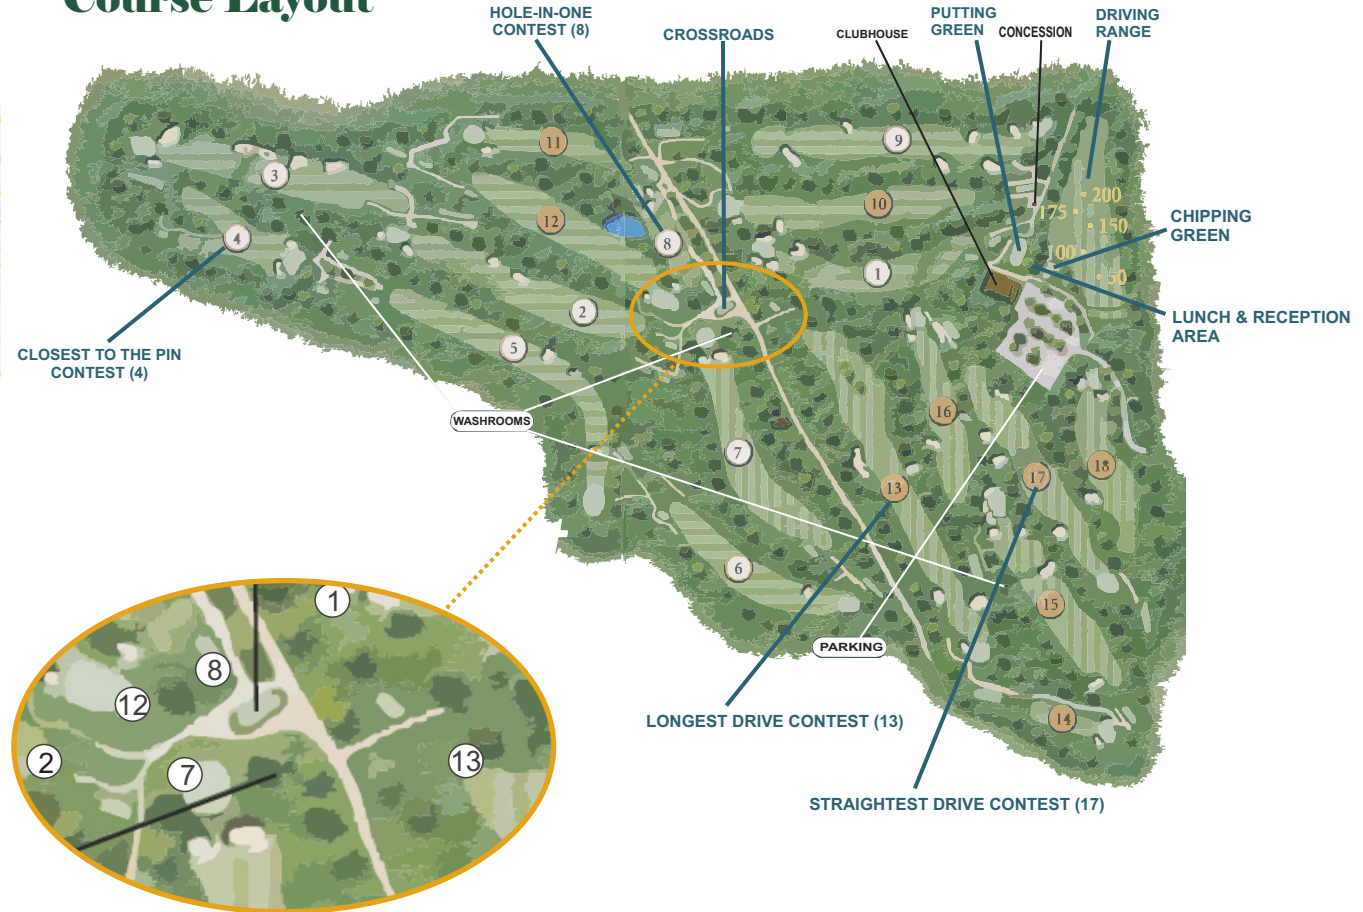 Course Layout
HOLE-IN-ONE
CONTEST (8)
CROSSROADS
CLUBHOUSE
PUTTING
GREEN
CONCESSION
DRIVING
RANGE
11
9
3
200
10
175
150
12
CHIPPING
GREEN
4
8
00
1
50
2
LUNCH & RECEPTION
AREA
5
CLOSEST TO THE PIN
CONTEST (4)
16
WASHROOMS
7
18
17
13
6
15
1
PARKING
8
12
14
LONGEST DRIVE CONTEST (13)
2
13
7
STRAIGHTEST DRIVE CONTEST (17)